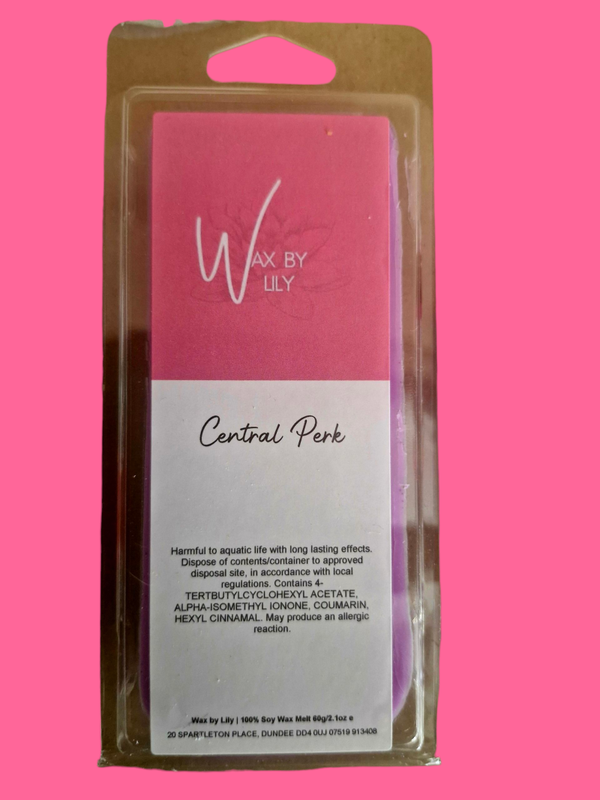 WAX BY
LILY
Central Perk
Harmful to aquatic life with long lasting effects.
Dispose of contents/container to approved
disposal site, in accordance with local
regulations. Contains 4-
TERTBUTYLCYCLOHEXYL ACETATE,
ALPHA-ISOMETHYL IONONE, COUMARIN,
HEXYL CINNAMAL. May produce an allergic
reaction.
Wax by Lily | 100% Soy Wax Melt 60g/2.1oz e
20 SPARTLETON PLACE, DUNDEE DD4 0UJ 07519 913408